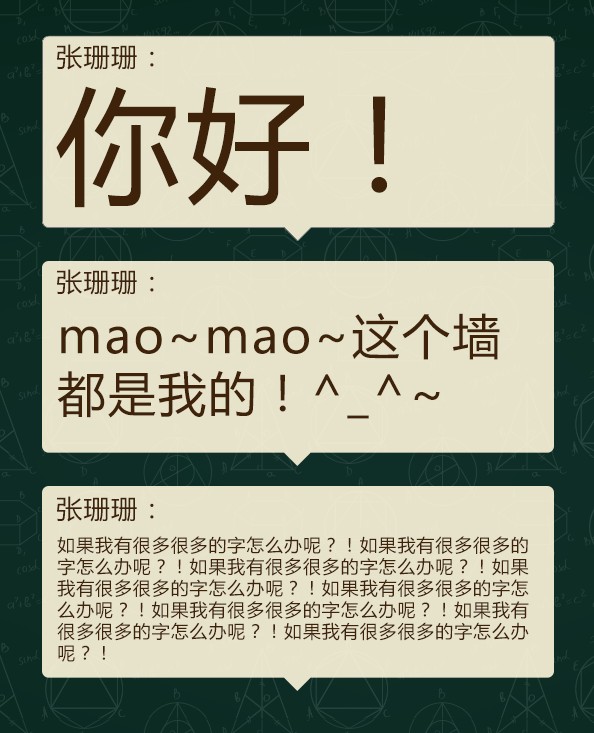 张珊珊：
你好！
张珊珊：
mao~mao~这个墙
都是我的！^_^~
张珊珊：
如果我有很多很多的字怎么办呢？！如果我有很多很多的
字怎么办呢？！如果我有很多很多的字怎么办呢？！如果
我有很多很多的字怎么办呢？！如果我有很多很多的字怎
么办呢？！如果我有很多很多的字怎么办呢？！如果我有
很多很多的字怎么办呢？！如果我有很多很多的字怎么办
呢？！